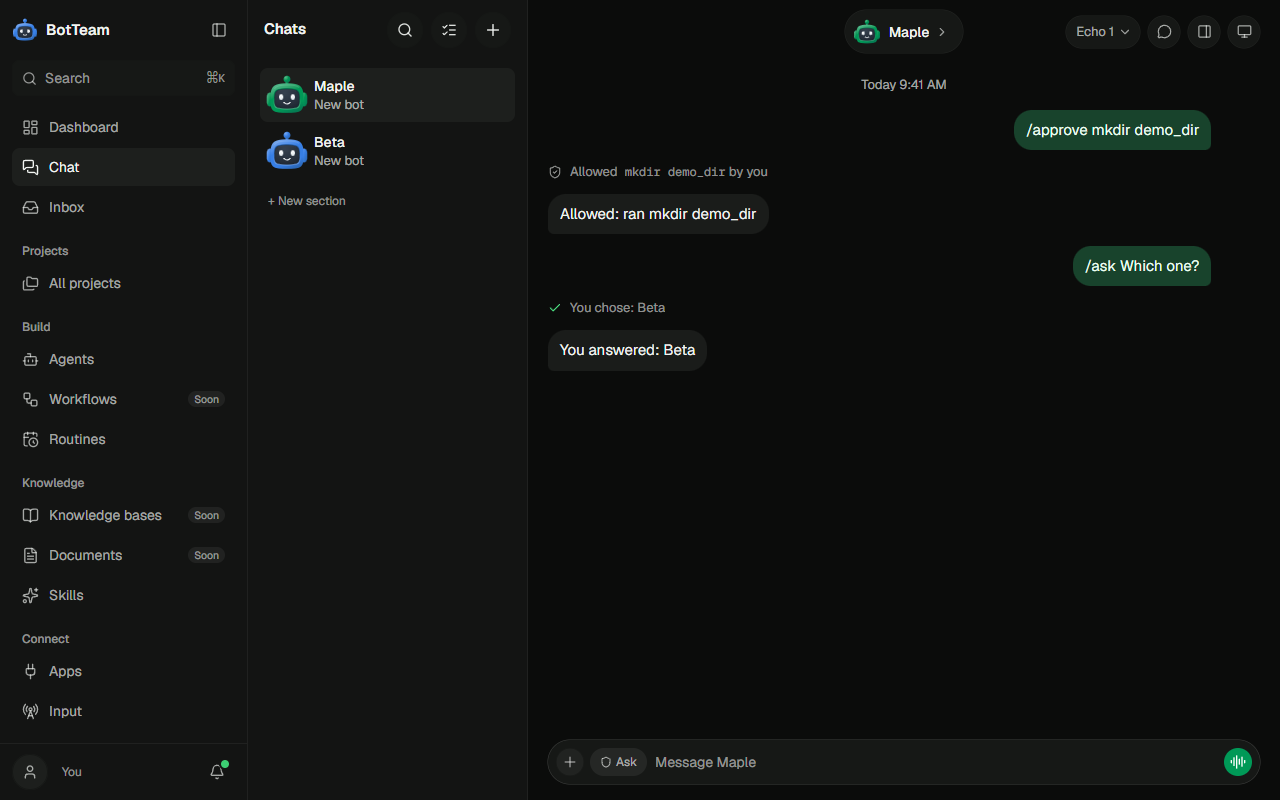 BotTeam
Search ⌘K
Dashboard
Chat
Inbox
Projects
All projects
Build
Agents
Workflows Soon
Routines
Knowledge
Knowledge bases Soon
Documents Soon
Skills
Connect
Apps
Input
You
Chats
Maple
New bot
Beta
New bot
+ New section
Maple
Echo 1
Today 9:41 AM
/approve mkdir demo_dir
Allowed mkdir demo_dir by you
Allowed: ran mkdir demo_dir
/ask Which one?
You chose: Beta
You answered: Beta
Ask Message Maple